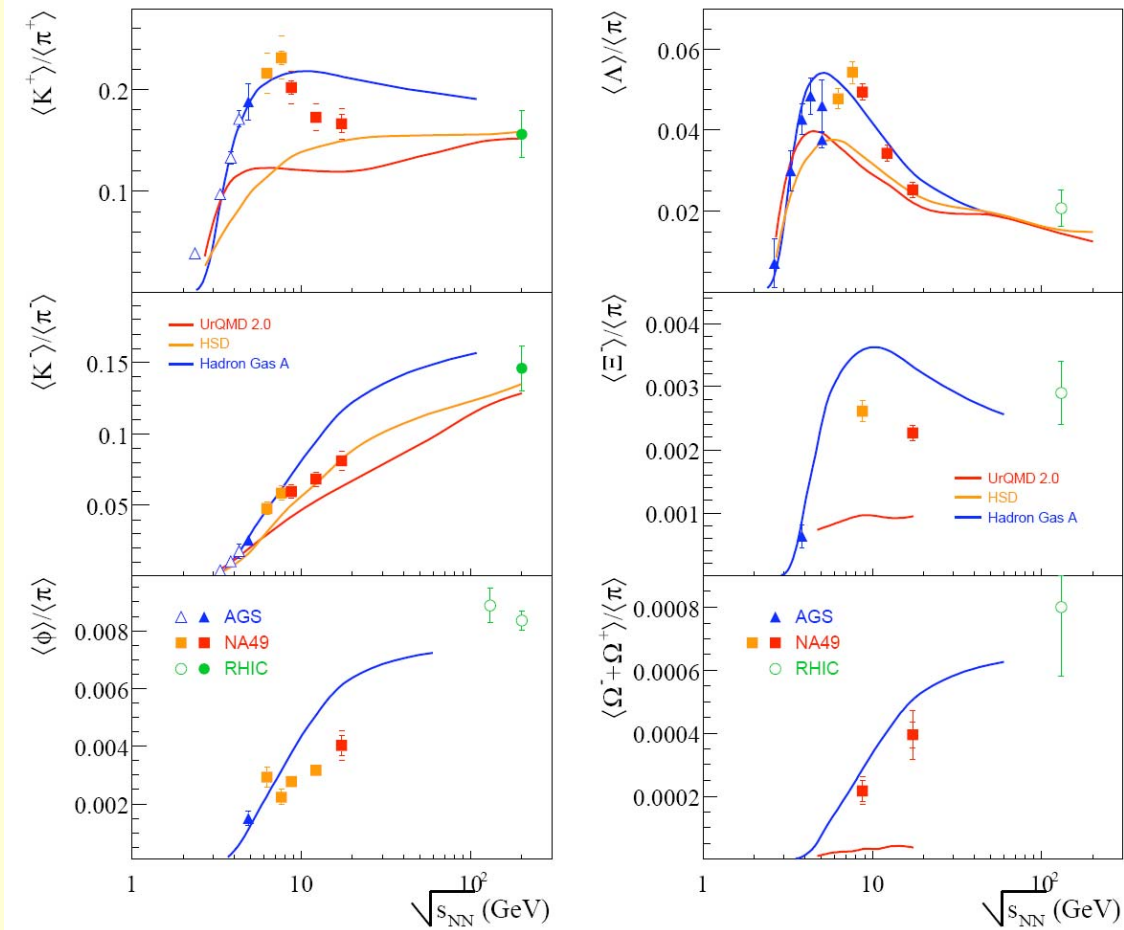 ⟨K⁺⟩/⟨π⁺⟩
0.2
0.1
⟨Λ⟩/⟨π⟩
0.06
0.04
0.02
⟨K⁻⟩/⟨π⁻⟩
0.15
0.1
0.05
UrQMD 2.0
HSD
Hadron Gas A
⟨Ξ⁻⟩/⟨π⟩
0.004
0.003
0.002
0.001
UrQMD 2.0
HSD
Hadron Gas A
⟨ϕ⟩/⟨π⟩
0.008
0.006
0.004
0.002
AGS
NA49
RHIC
1 10 10²
√s_NN (GeV)
⟨Ω⁻+Ω⁺⟩/⟨π⟩
0.0008
0.0006
0.0004
0.0002
AGS
NA49
RHIC
1 10 10²
√s_NN (GeV)